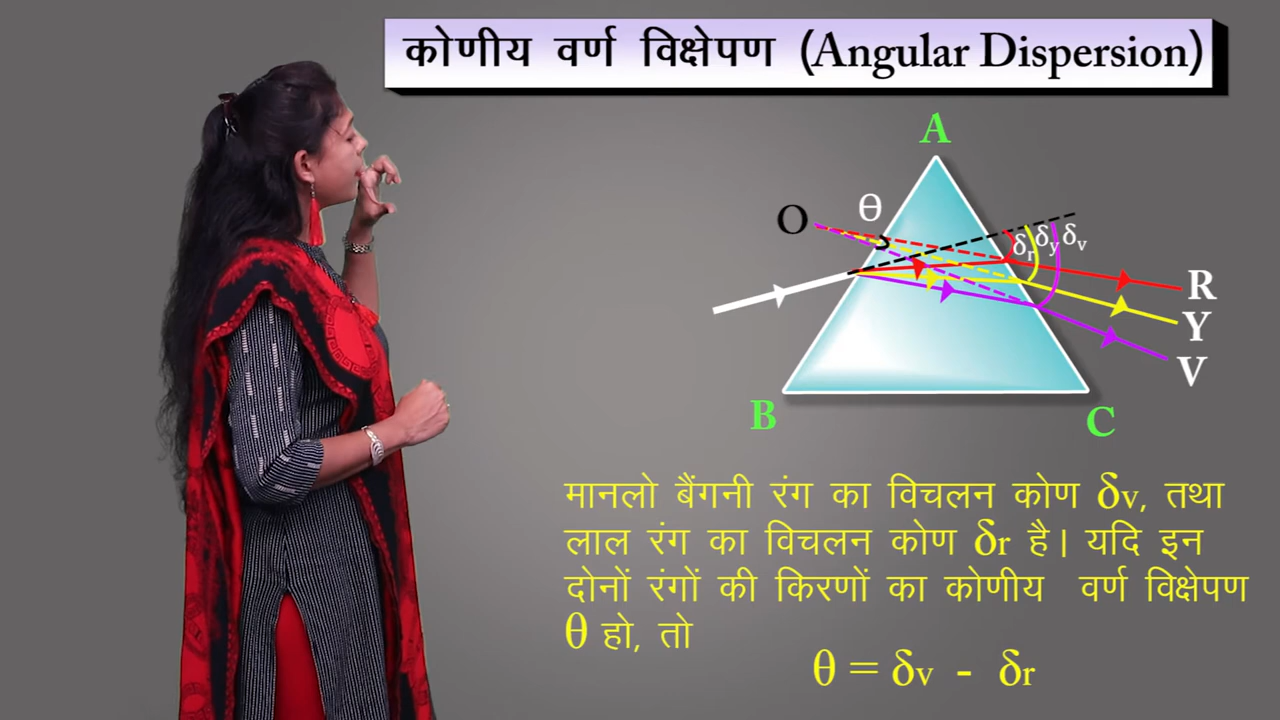 कोणीय वर्ण विक्षेपण (Angular Dispersion)
A
O
θ
δr δy δv
R
Y
V
B
C
मानलो बैंगनी रंग का विचलन कोण δv, तथा
लाल रंग का विचलन कोण δr है। यदि इन
दोनों रंगों की किरणों का कोणीय वर्ण विक्षेपण
θ हो, तो
θ = δv - δr